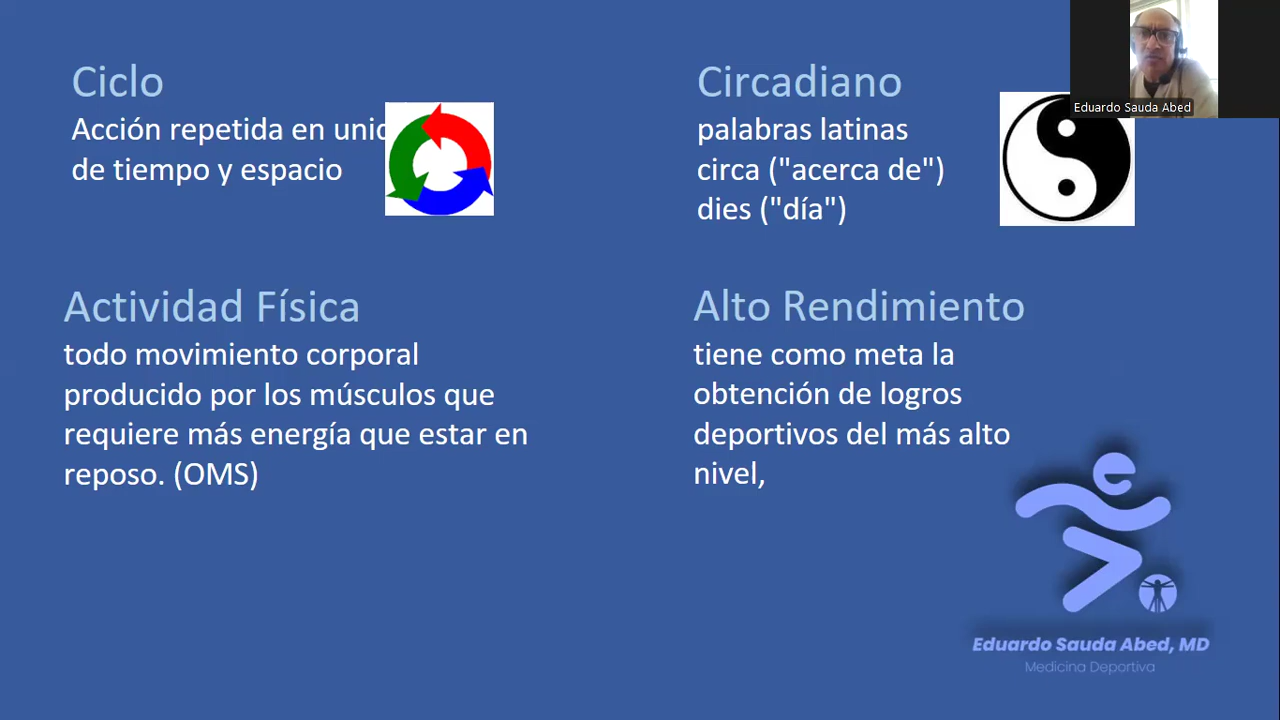 Ciclo
Acción repetida en
de tiempo y espacio
Circadiano
palabras latinas
circa ("acerca de")
dies ("día")
Eduardo Sauda Abed
Actividad Física
todo movimiento corporal
producido por los músculos que
requiere más energía que estar en
reposo. (OMS)
Alto Rendimiento
tiene como meta la
obtención de logros
deportivos del más alto
nivel,
Eduardo Sauda Abed, MD
Medicina Deportiva